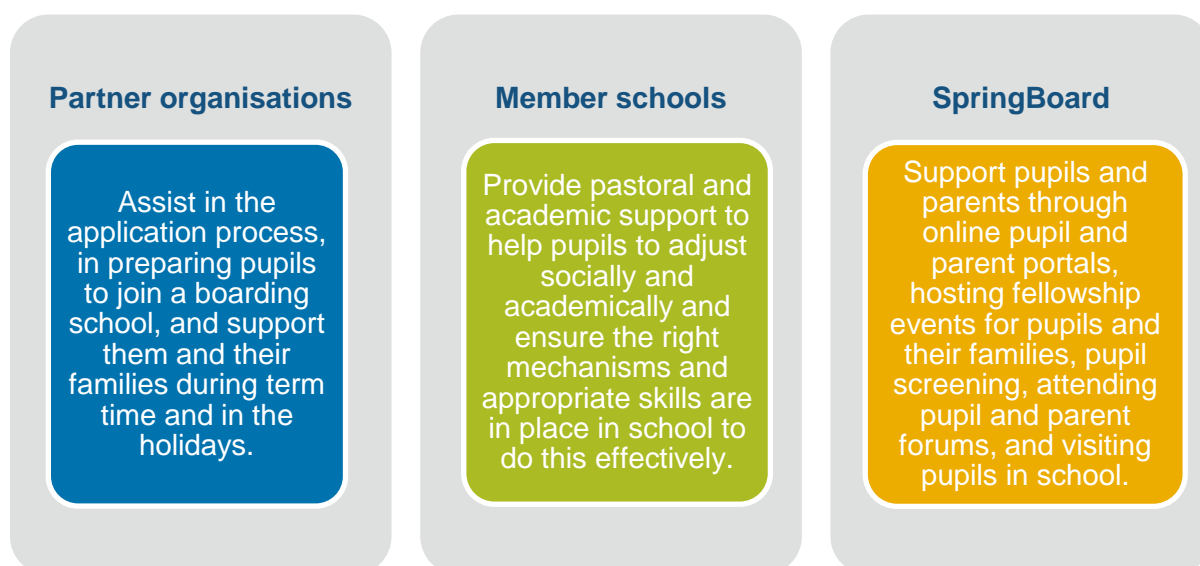 Partner organisations
Assist in the
application process,
in preparing pupils
to join a boarding
school, and support
them and their
families during term
time and in the
holidays.
Member schools
Provide pastoral and
academic support to
help pupils to adjust
socially and
academically and
ensure the right
mechanisms and
appropriate skills are
in place in school to
do this effectively.
SpringBoard
Support pupils and
parents through
online pupil and
parent portals,
hosting fellowship
events for pupils and
their families, pupil
screening, attending
pupil and parent
forums, and visiting
pupils in school.